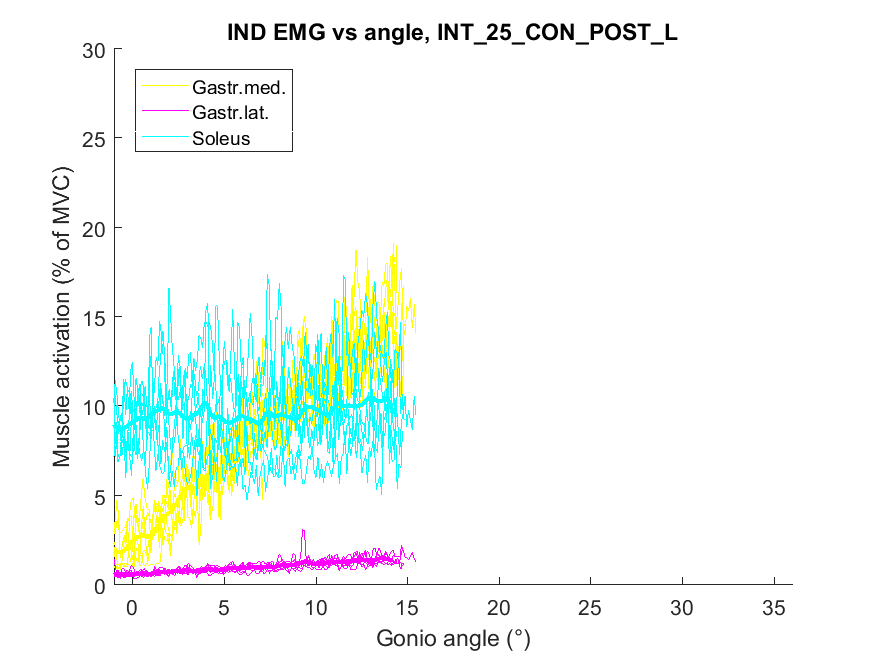 IND EMG vs angle, INT_25_CON_POST_L
30
25
20
15
10
5
0
Muscle activation (% of MVC)
Gastr.med.
Gastr.lat.
Soleus
0 5 10 15 20 25 30 35
Gonio angle (°)